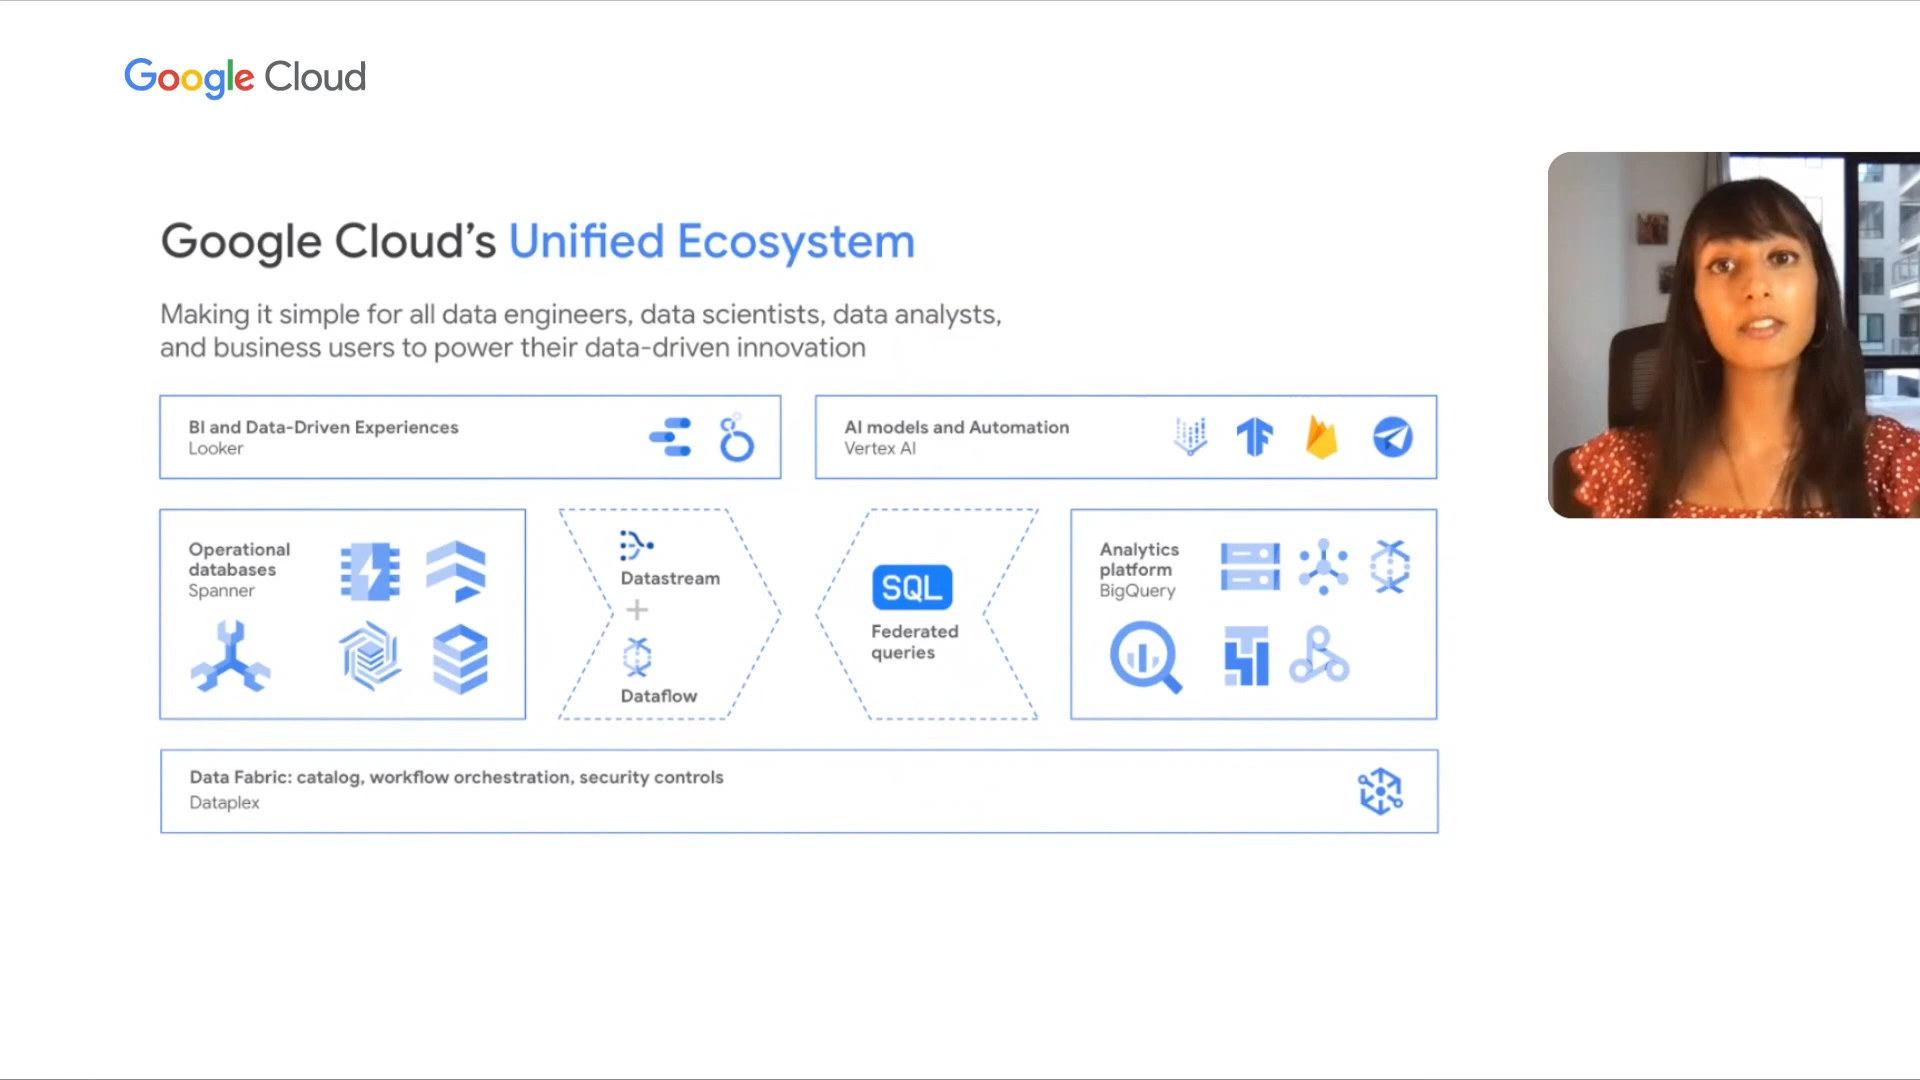 Google Cloud
Google Cloud’s Unified Ecosystem
Making it simple for all data engineers, data scientists, data analysts,
and business users to power their data-driven innovation
BI and Data-Driven Experiences
Looker
AI models and Automation
Vertex AI
Operational
databases
Spanner
Datastream
+
Dataflow
SQL
Federated
queries
Analytics
platform
BigQuery
Data Fabric: catalog, workflow orchestration, security controls
Dataplex